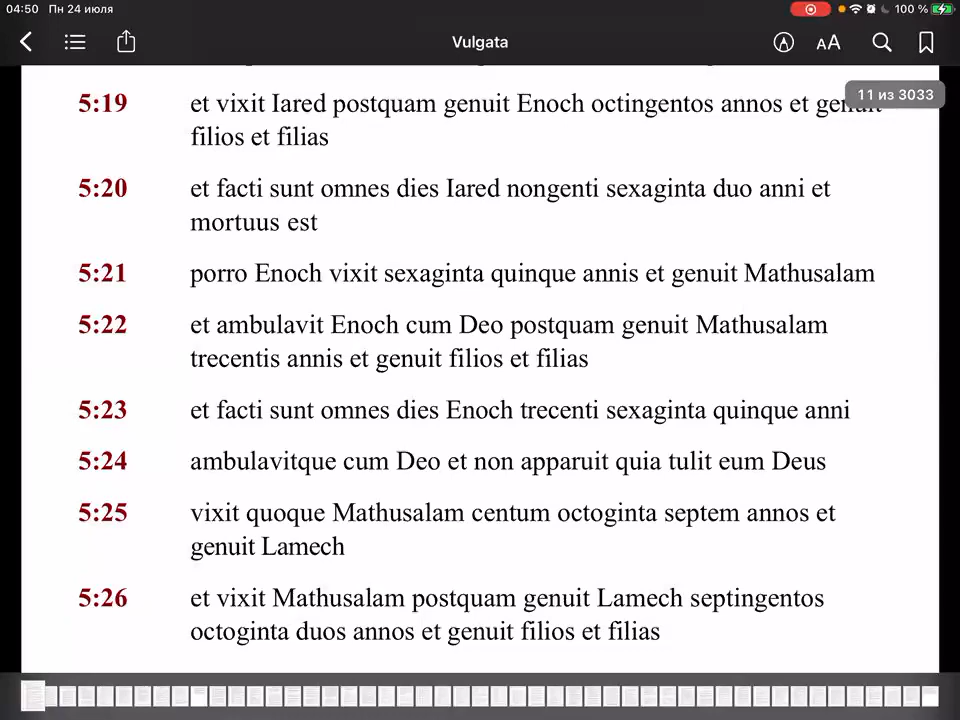 04:50 Пн 24 июля
100 %
Vulgata
AA
11 из 3033
5:19 et vixit Iared postquam genuit Enoch octingentos annos et genuit
filios et filias
5:20 et facti sunt omnes dies Iared nongenti sexaginta duo anni et
mortuus est
5:21 porro Enoch vixit sexaginta quinque annis et genuit Mathusalam
5:22 et ambulavit Enoch cum Deo postquam genuit Mathusalam
trecentis annis et genuit filios et filias
5:23 et facti sunt omnes dies Enoch trecenti sexaginta quinque anni
5:24 ambulavitque cum Deo et non apparuit quia tulit eum Deus
5:25 vixit quoque Mathusalam centum octoginta septem annos et
genuit Lamech
5:26 et vixit Mathusalam postquam genuit Lamech septingentos
octoginta duos annos et genuit filios et filias